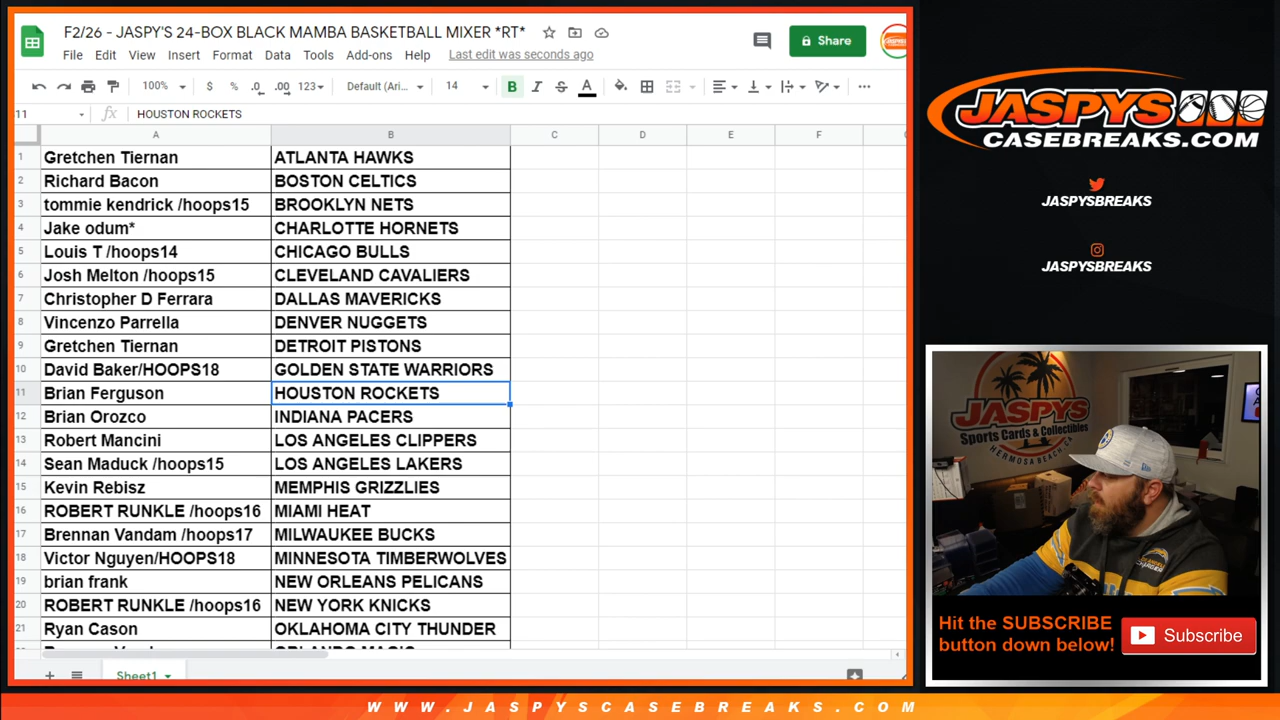 F2/26 - JASPY'S 24-BOX BLACK MAMBA BASKETBALL MIXER *RT*
File Edit View Insert Format Data Tools Add-ons Help Last edit was seconds ago
Share
100% $ % .0 .00 123 Default (Ari... 14 B I S A
11 fx HOUSTON ROCKETS
A B C D E F
1 Gretchen Tiernan ATLANTA HAWKS
2 Richard Bacon BOSTON CELTICS
3 tommie kendrick /hoops15 BROOKLYN NETS
4 Jake odum* CHARLOTTE HORNETS
5 Louis T /hoops14 CHICAGO BULLS
6 Josh Melton /hoops15 CLEVELAND CAVALIERS
7 Christopher D Ferrara DALLAS MAVERICKS
8 Vincenzo Parrella DENVER NUGGETS
9 Gretchen Tiernan DETROIT PISTONS
10 David Baker/HOOPS18 GOLDEN STATE WARRIORS
11 Brian Ferguson HOUSTON ROCKETS
12 Brian Orozco INDIANA PACERS
13 Robert Mancini LOS ANGELES CLIPPERS
14 Sean Maduck /hoops15 LOS ANGELES LAKERS
15 Kevin Rebisz MEMPHIS GRIZZLIES
16 ROBERT RUNKLE /hoops16 MIAMI HEAT
17 Brennan Vandam /hoops17 MILWAUKEE BUCKS
18 Victor Nguyen/HOOPS18 MINNESOTA TIMBERWOLVES
19 brian frank NEW ORLEANS PELICANS
20 ROBERT RUNKLE /hoops16 NEW YORK KNICKS
21 Ryan Cason OKLAHOMA CITY THUNDER
Sheet1
JASPYS
CASEBREAKS.COM
JASPYSBREAKS
JASPYSBREAKS
JASPYS
Sports Cards & Collectibles
HERMOSA BEACH, CA
Hit the SUBSCRIBE
button down below!
Subscribe
WWW.JASPYSCASEBREAKS.COM